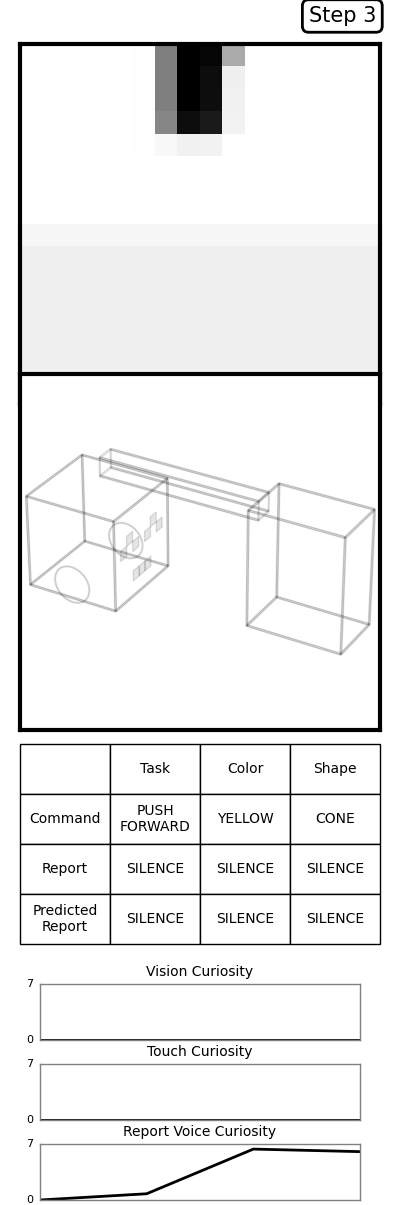 Step 3
Task Color Shape
Command PUSH FORWARD YELLOW CONE
Report SILENCE SILENCE SILENCE
Predicted Report SILENCE SILENCE SILENCE
Vision Curiosity
7
0
Touch Curiosity
7
0
Report Voice Curiosity
7
0